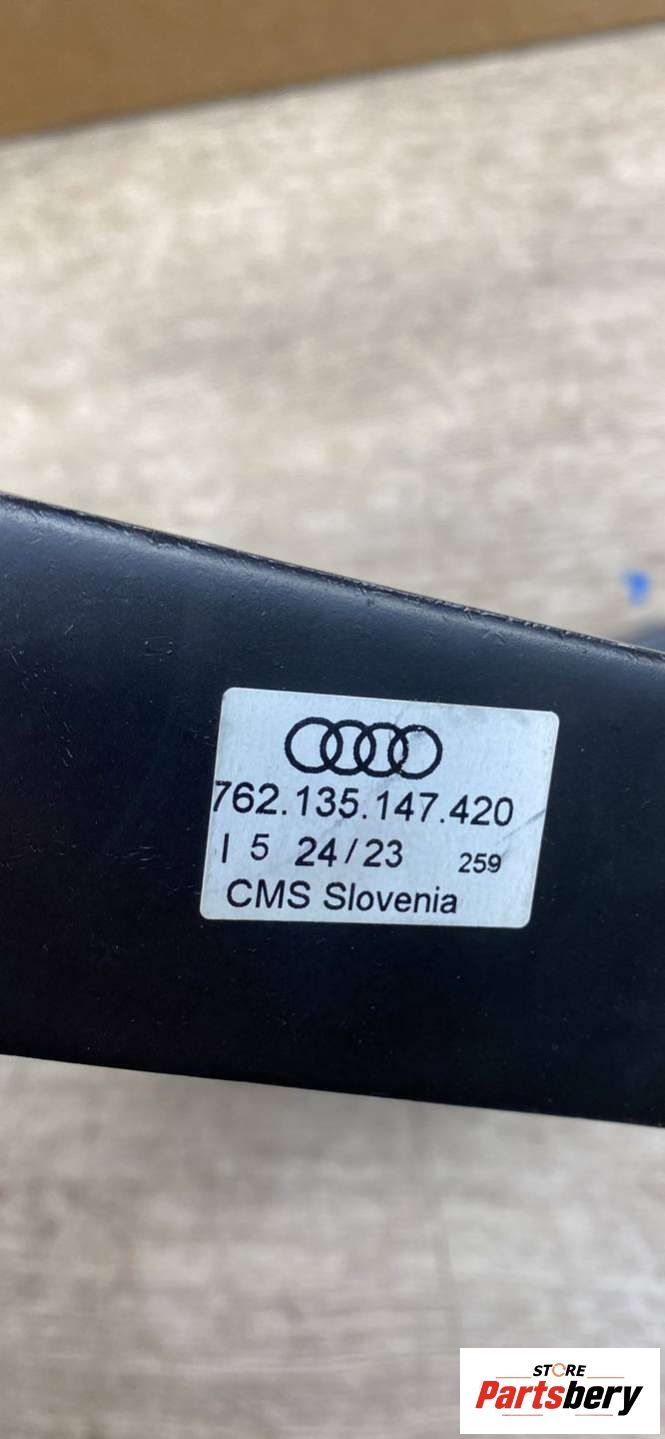 762.135.147.420
I 5 24/23 259
CMS Slovenia
STORE
Partsbery